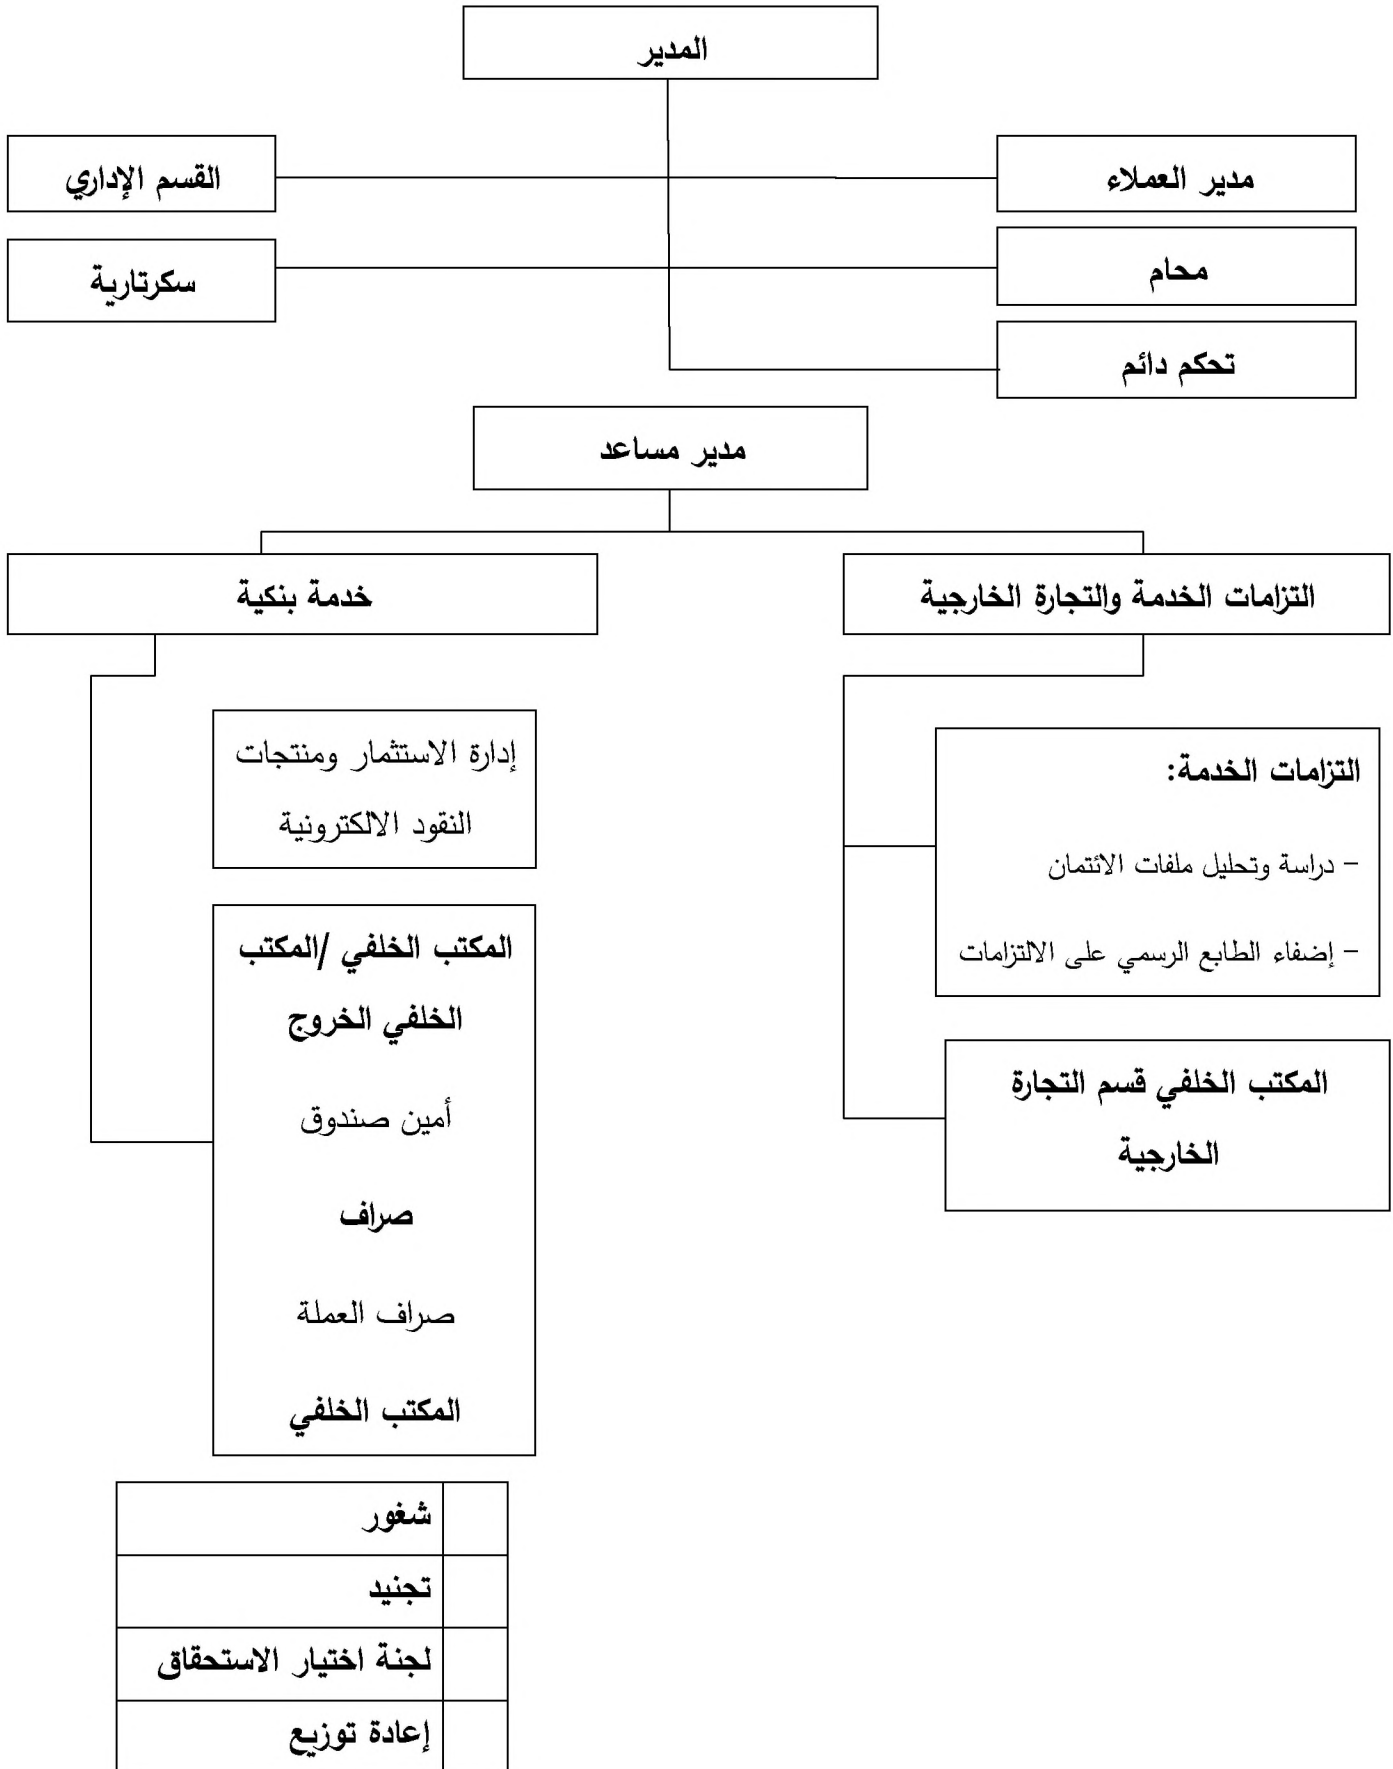 المدير
مدير العملاء
القسم الإداري
محام
سكرتارية
تحكم دائم
مدير مساعد
التزامات الخدمة والتجارة الخارجية
خدمة بنكية
التزامات الخدمة:
- دراسة وتحليل ملفات الائتمان
- إضفاء الطابع الرسمي على الالتزامات
المكتب الخلفي قسم التجارة
الخارجية
إدارة الاستثمار ومنتجات
النقود الالكترونية
المكتب الخلفي /المكتب
الخلفي الخروج
أمين صندوق
صراف
صراف العملة
المكتب الخلفي
شغور
تجنيد
لجنة اختيار الاستحقاق
إعادة توزيع